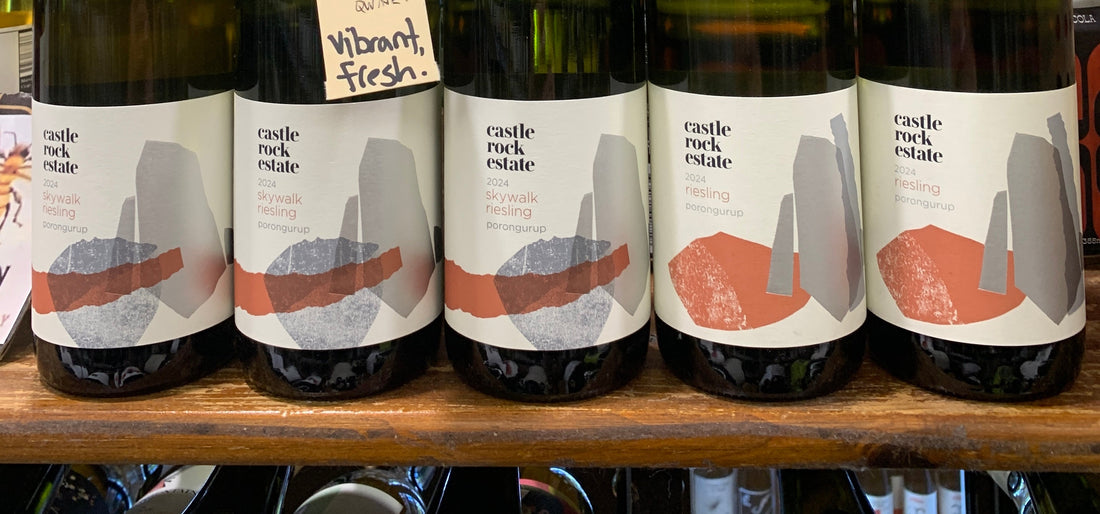 vibrant,
fresh.
castle
rock
estate
2024
skywalk
riesling
porongurup
castle
rock
estate
2024
skywalk
riesling
porongurup
castle
rock
estate
2024
skywalk
riesling
porongurup
castle
rock
estate
2024
riesling
porongurup
castle
rock
estate
2024
riesling
porongurup
COLA